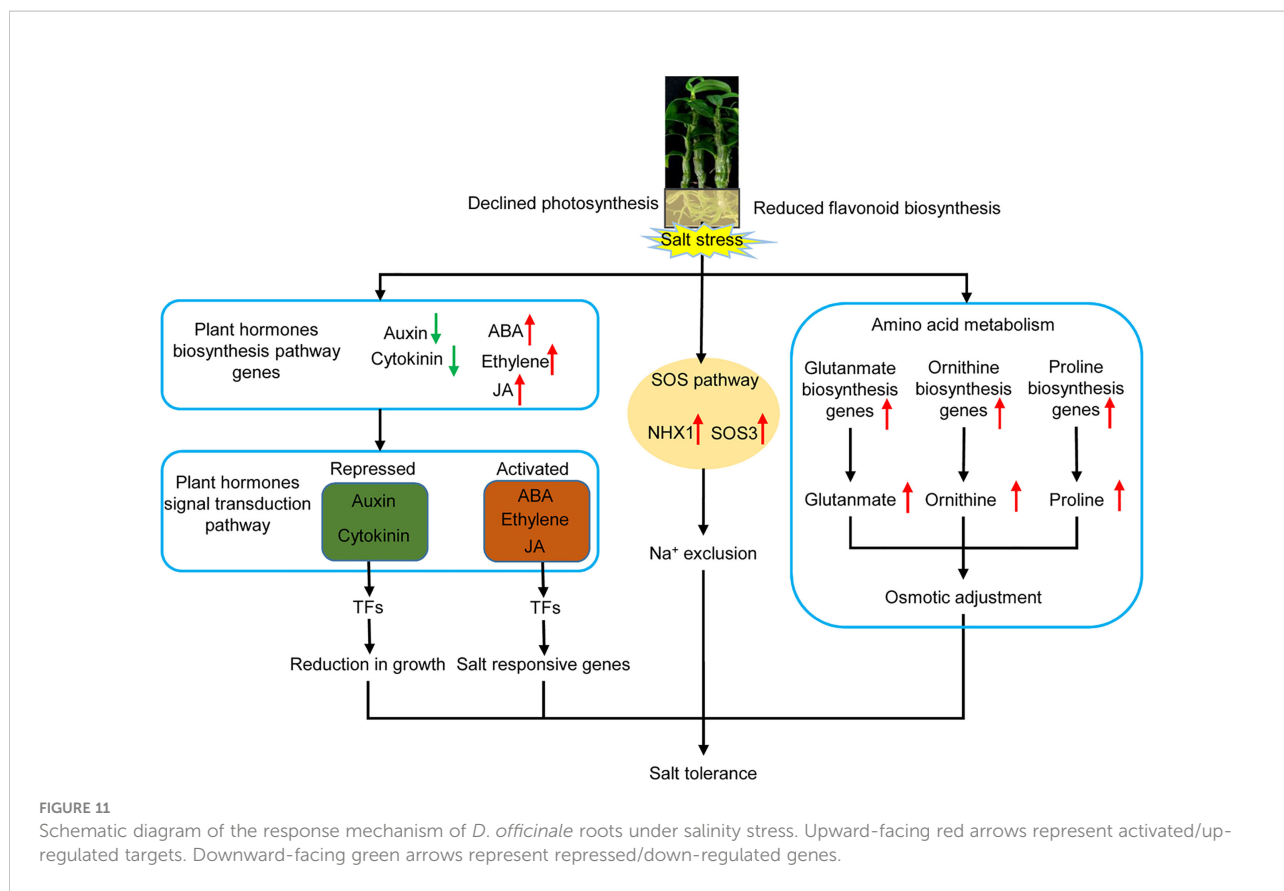 Declined photosynthesis
Reduced flavonoid biosynthesis
Salt stress
Plant hormones
biosynthesis pathway
genes
Auxin
Cytokinin
ABA
Ethylene
JA
Plant hormones
signal transduction
pathway
Repressed
Auxin
Cytokinin
Activated
ABA
Ethylene
JA
TFs
TFs
Reduction in growth
Salt responsive genes
SOS pathway
NHX1
SOS3
Na⁺ exclusion
Amino acid metabolism
Glutanmate
biosynthesis
genes
Ornithine
biosynthesis
genes
Proline
biosynthesis
genes
Glutanmate
Ornithine
Proline
Osmotic adjustment
Salt tolerance
FIGURE 11
Schematic diagram of the response mechanism of D. officinale roots under salinity stress. Upward-facing red arrows represent activated/up-
regulated targets. Downward-facing green arrows represent repressed/down-regulated genes.